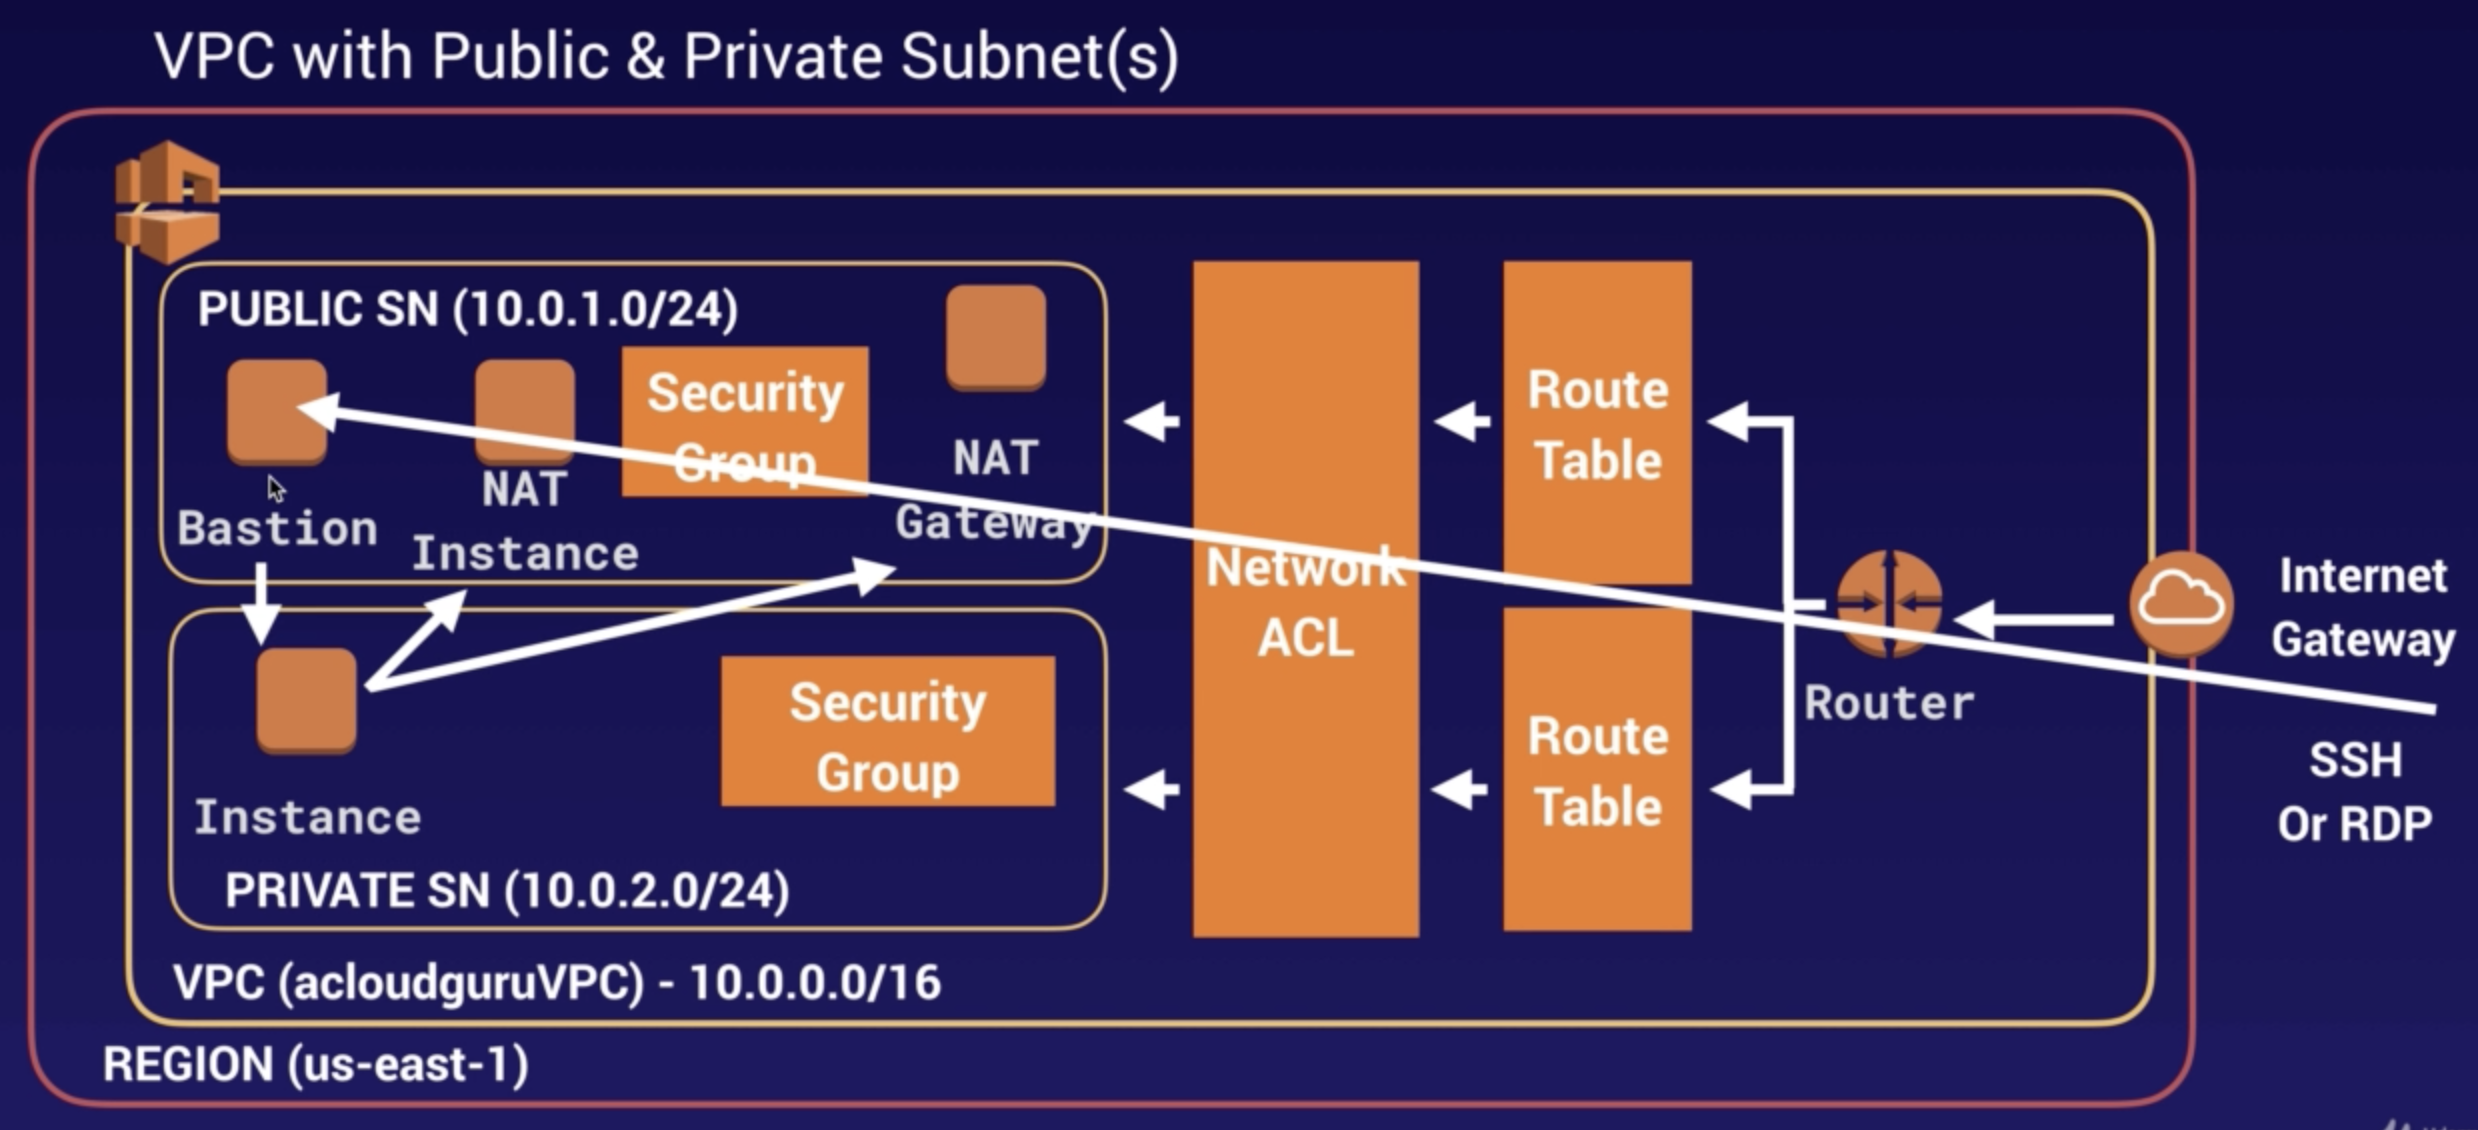 VPC with Public & Private Subnet(s)
PUBLIC SN (10.0.1.0/24)
Security
Group
NAT
Gateway
Bastion
NAT
Instance
Instance
Security
Group
PRIVATE SN (10.0.2.0/24)
Network
ACL
Route
Table
Route
Table
Router
Internet
Gateway
SSH
Or RDP
VPC (acloudguruVPC) - 10.0.0.0/16
REGION (us-east-1)